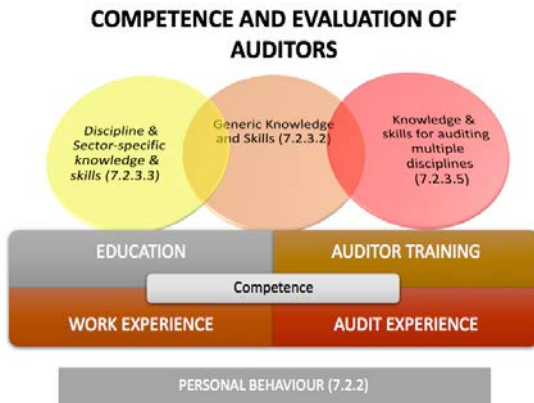 COMPETENCE AND EVALUATION OF
AUDITORS
Discipline &
Sector-specific
knowledge &
skills (7.2.3.3)
Generic Knowledge
and Skills (7.2.3.2)
Knowledge &
skills for auditing
multiple
disciplines
(7.2.3.5)
EDUCATION
AUDITOR TRAINING
Competence
WORK EXPERIENCE
AUDIT EXPERIENCE
PERSONAL BEHAVIOUR (7.2.2)